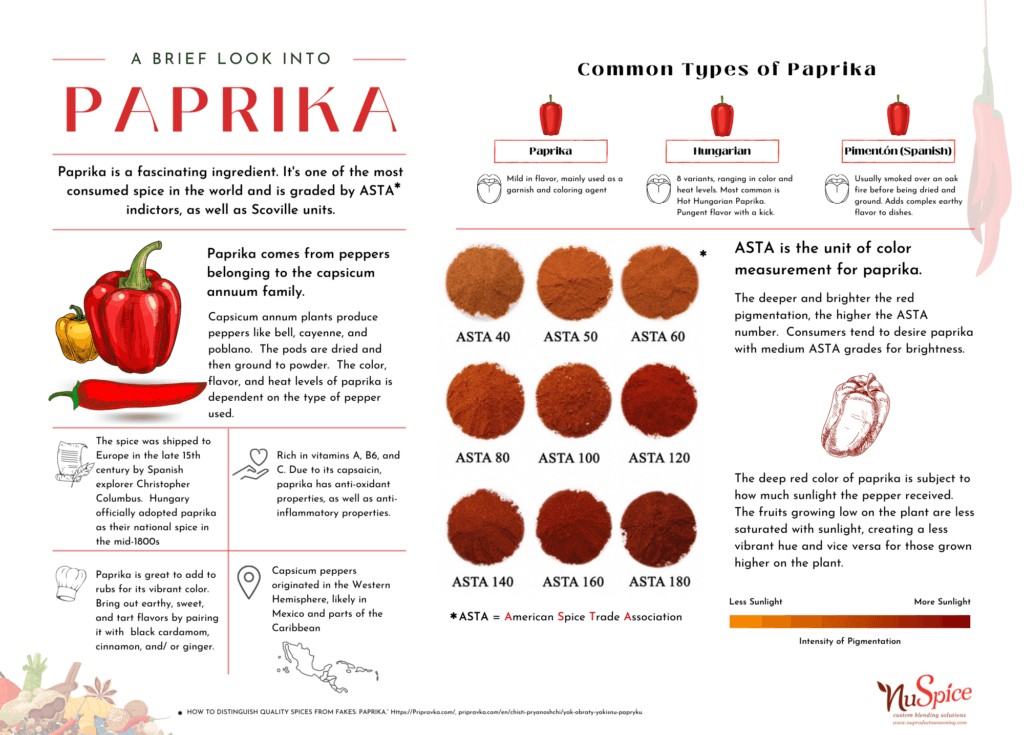 A BRIEF LOOK INTO
PAPRIKA
Paprika is a fascinating ingredient. It's one of the most
consumed spice in the world and is graded by ASTA*
indictors, as well as Scoville units.
Paprika comes from peppers
belonging to the capsicum
annuum family.
Capsicum annum plants produce
peppers like bell, cayenne, and
poblano. The pods are dried and
then ground to powder. The color,
flavor, and heat levels of paprika is
dependent on the type of pepper
used.
The spice was shipped to
Europe in the late 15th
century by Spanish
explorer Christopher
Columbus. Hungary
officially adopted paprika
as their national spice in
the mid-1800s
Rich in vitamins A, B6, and
C. Due to its capsaicin,
paprika has anti-oxidant
properties, as well as anti-
inflammatory properties.
Paprika is great to add to
rubs for its vibrant color.
Bring out earthy, sweet,
and tart flavors by pairing
it with black cardamom,
cinnamon, and/ or ginger.
Capsicum peppers
originated in the Western
Hemisphere, likely in
Mexico and parts of the
Caribbean
Common Types of Paprika
Paprika
Mild in flavor, mainly used as a
garnish and coloring agent
Hungarian
8 variants, ranging in color and
heat levels. Most common is
Hot Hungarian Paprika.
Pungent flavor with a kick.
Pimentón (Spanish)
Usually smoked over an oak
fire before being dried and
ground. Adds complex earthy
flavor to dishes.
*
ASTA 40 ASTA 50 ASTA 60
ASTA 80 ASTA 100 ASTA 120
ASTA 140 ASTA 160 ASTA 180
*ASTA = American Spice Trade Association
ASTA is the unit of color
measurement for paprika.
The deeper and brighter the red
pigmentation, the higher the ASTA
number. Consumers tend to desire paprika
with medium ASTA grades for brightness.
The deep red color of paprika is subject to
how much sunlight the pepper received.
The fruits growing low on the plant are less
saturated with sunlight, creating a less
vibrant hue and vice versa for those grown
higher on the plant.
Less Sunlight More Sunlight
Intensity of Pigmentation
* HOW TO DISTINGUISH QUALITY SPICES FROM FAKES: PAPRIKA.” Https://Pripravka.com/, pripravka.com/en/chisti-pryanoshchi/yak-obraty-yakisnu-papryku
NuSpice
custom blending solutions
www.nuproductsseasoning.com